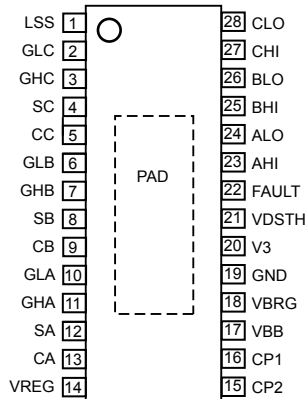 LSS 1 28 CLO
GLC 2 27 CHI
GHC 3 26 BLO
SC 4 25 BHI
CC 5 24 ALO
GLB 6 23 AHI
GHB 7 PAD 22 FAULT
SB 8 21 VDSTH
CB 9 20 V3
GLA 10 19 GND
GHA 11 18 VBRG
SA 12 17 VBB
CA 13 16 CP1
VREG 14 15 CP2